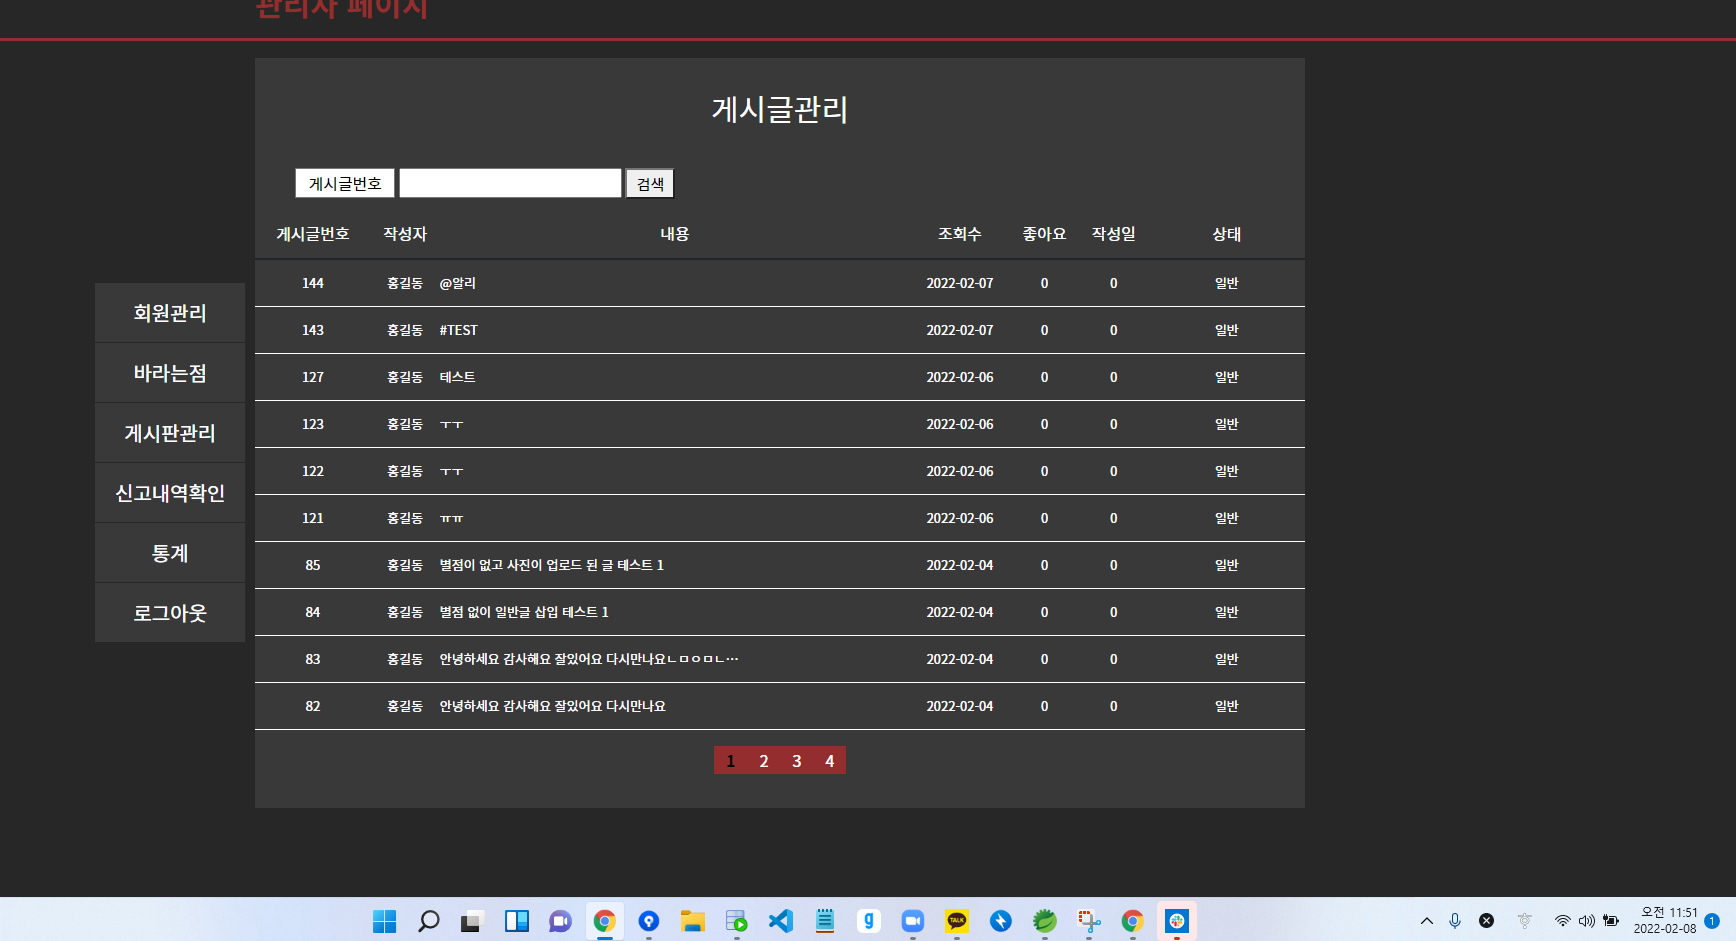 관리자 페이지
게시글관리
게시글번호 검색
게시글번호 작성자 내용 조회수 좋아요 작성일 상태
144 홍길동 @알리 2022-02-07 0 0 일반
143 홍길동 #TEST 2022-02-07 0 0 일반
127 홍길동 테스트 2022-02-06 0 0 일반
123 홍길동 ㅜㅜ 2022-02-06 0 0 일반
122 홍길동 ㅜㅜ 2022-02-06 0 0 일반
121 홍길동 ㅠㅠ 2022-02-06 0 0 일반
85 홍길동 별점이 없고 사진이 업로드 된 글 테스트 1 2022-02-04 0 0 일반
84 홍길동 별점 없이 일반글 삽입 테스트 1 2022-02-04 0 0 일반
83 홍길동 안녕하세요 감사해요 잘있어요 다시만나요ㄴㅁㅇㅁㄴ… 2022-02-04 0 0 일반
82 홍길동 안녕하세요 감사해요 잘있어요 다시만나요 2022-02-04 0 0 일반
1 2 3 4
회원관리
바라는점
게시판관리
신고내역확인
통계
로그아웃
TALK
오전 11:51
2022-02-08
1